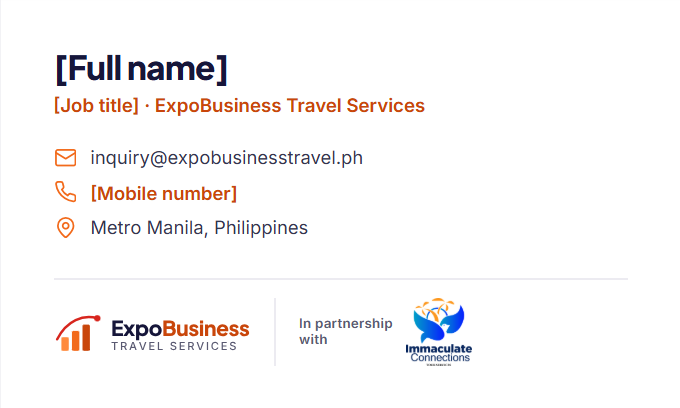 [Full name]
[Job title] · ExpoBusiness Travel Services
inquiry@expobusinesstravel.ph
[Mobile number]
Metro Manila, Philippines
ExpoBusiness
TRAVEL SERVICES
In partnership
with
Immaculate
Connections